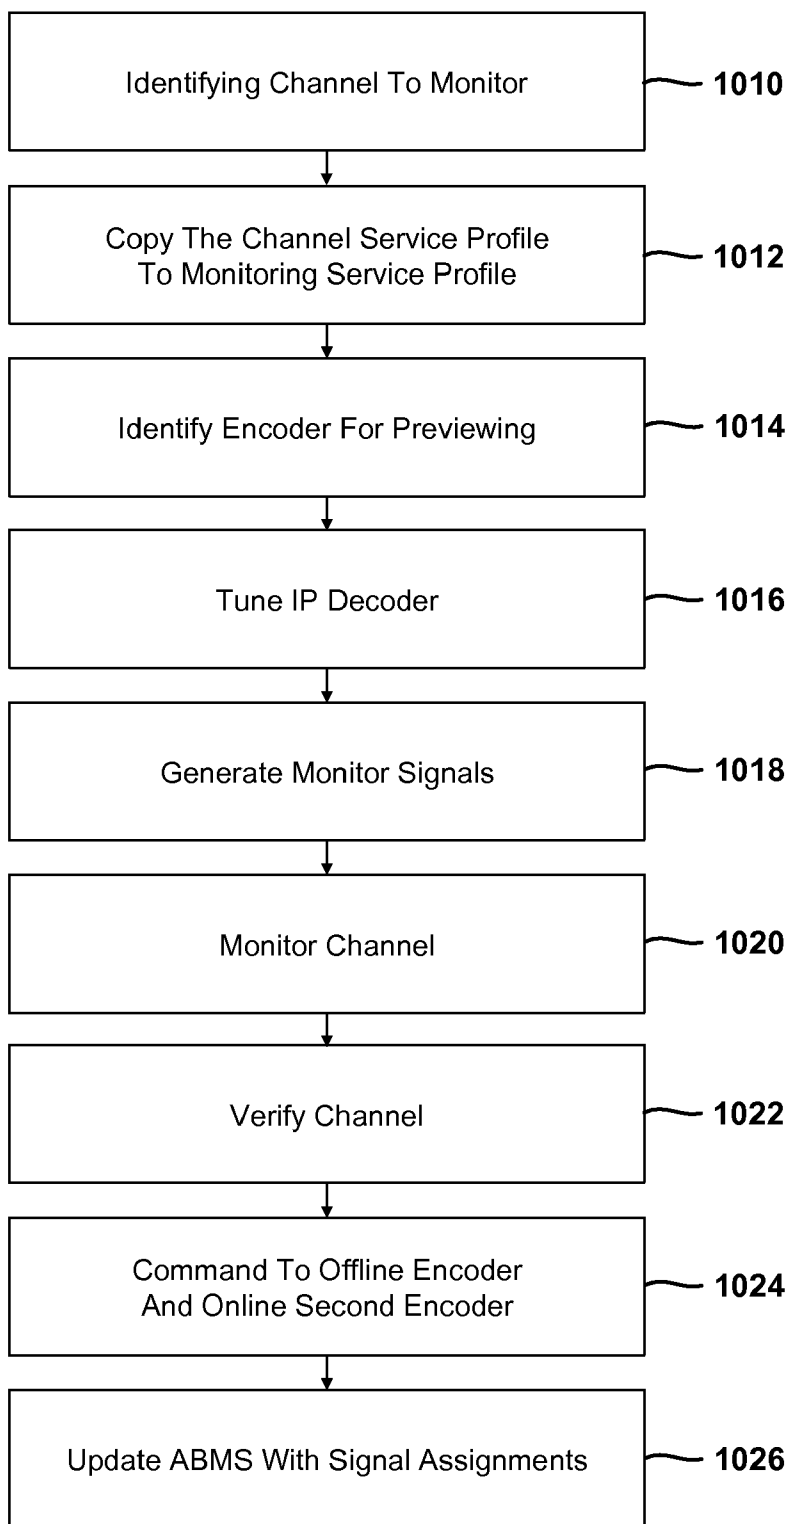 Identifying Channel To Monitor
1010
Copy The Channel Service Profile
To Monitoring Service Profile
1012
Identify Encoder For Previewing
1014
Tune IP Decoder
1016
Generate Monitor Signals
1018
Monitor Channel
1020
Verify Channel
1022
Command To Offline Encoder
And Online Second Encoder
1024
Update ABMS With Signal Assignments
1026